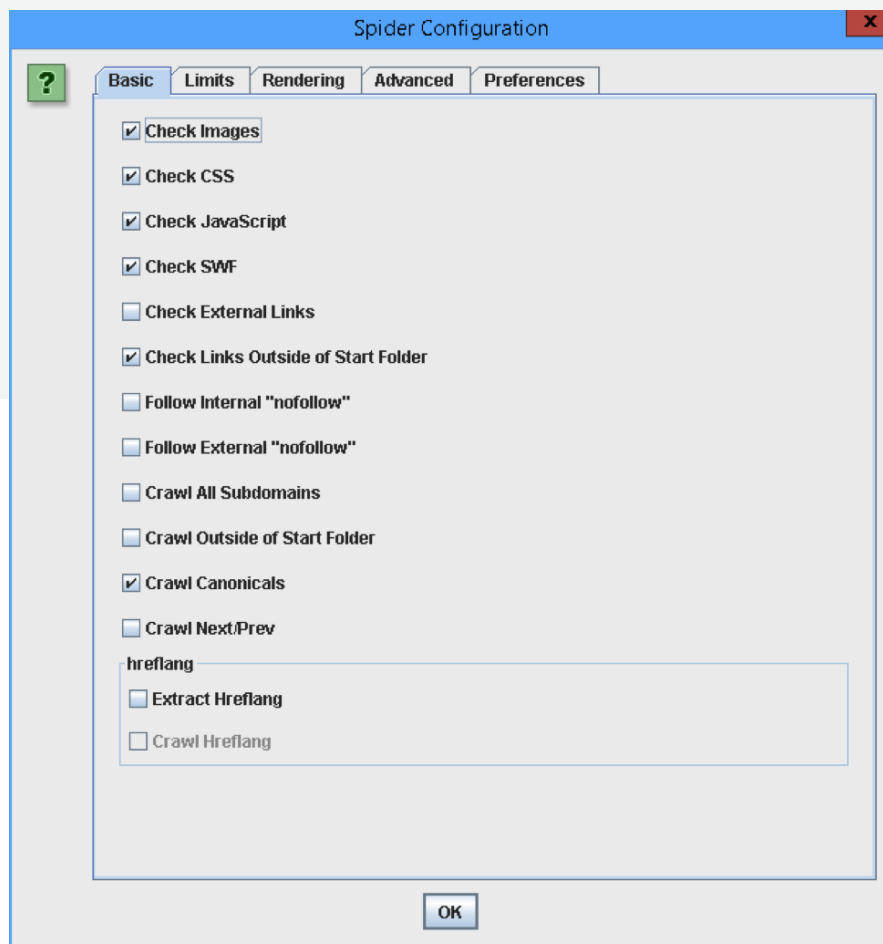 Spider Configuration
x
?
Basic Limits Rendering Advanced Preferences
Check Images
Check CSS
Check JavaScript
Check SWF
Check External Links
Check Links Outside of Start Folder
Follow Internal "nofollow"
Follow External "nofollow"
Crawl All Subdomains
Crawl Outside of Start Folder
Crawl Canonicals
Crawl Next/Prev
hreflang
Extract Hreflang
Crawl Hreflang
OK